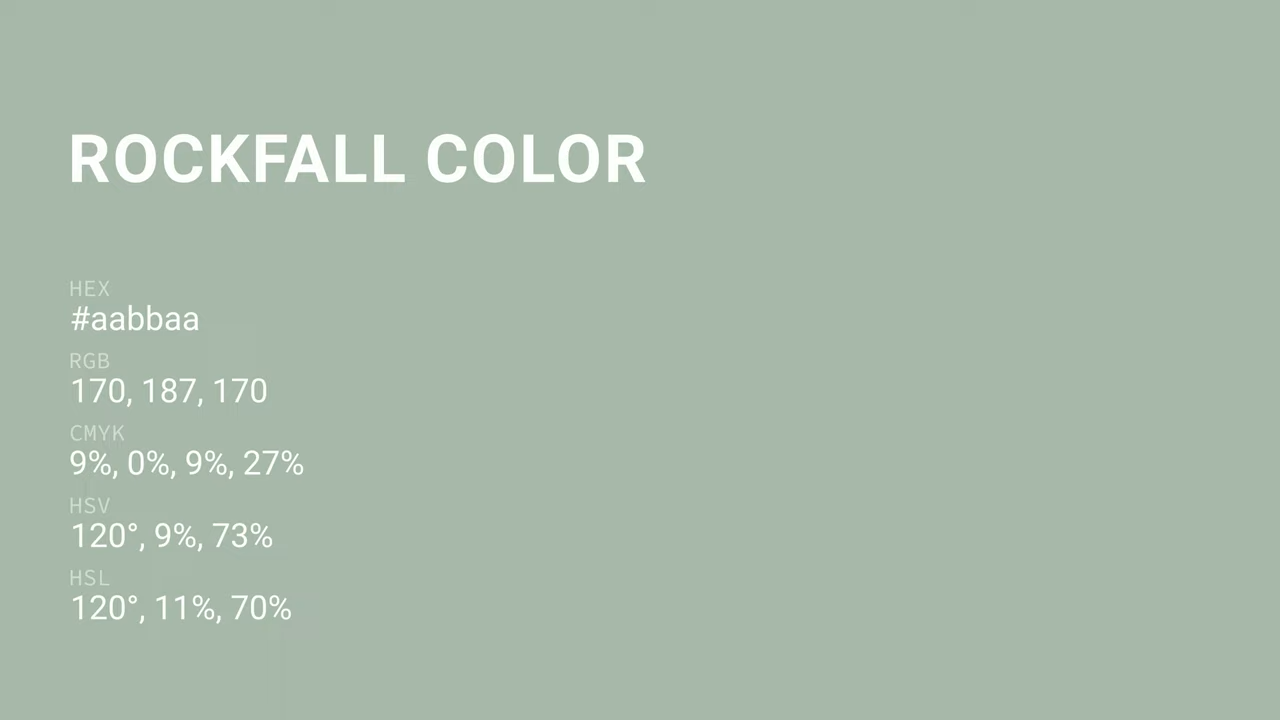 ROCKFALL COLOR
HEX
#aabbaa
RGB
170, 187, 170
CMYK
9%, 0%, 9%, 27%
HSV
120°, 9%, 73%
HSL
120°, 11%, 70%